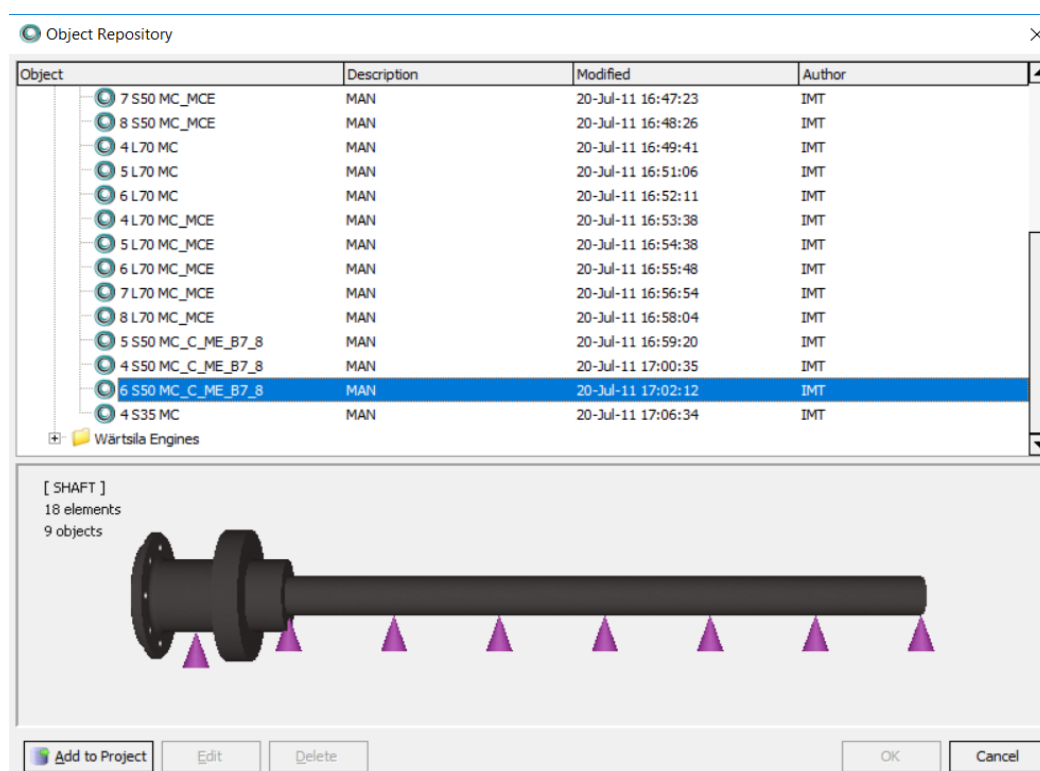 Object Repository
Object Description Modified Author
7 S50 MC_MCE MAN 20-Jul-11 16:47:23 IMT
8 S50 MC_MCE MAN 20-Jul-11 16:48:26 IMT
4 L70 MC MAN 20-Jul-11 16:49:41 IMT
5 L70 MC MAN 20-Jul-11 16:51:06 IMT
6 L70 MC MAN 20-Jul-11 16:52:11 IMT
4 L70 MC_MCE MAN 20-Jul-11 16:53:38 IMT
5 L70 MC_MCE MAN 20-Jul-11 16:54:38 IMT
6 L70 MC_MCE MAN 20-Jul-11 16:55:48 IMT
7 L70 MC_MCE MAN 20-Jul-11 16:56:54 IMT
8 L70 MC_MCE MAN 20-Jul-11 16:58:04 IMT
5 S50 MC_C_ME_B7_8 MAN 20-Jul-11 16:59:20 IMT
4 S50 MC_C_ME_B7_8 MAN 20-Jul-11 17:00:35 IMT
6 S50 MC_C_ME_B7_8 MAN 20-Jul-11 17:02:12 IMT
4 S35 MC MAN 20-Jul-11 17:06:34 IMT
Wärtsila Engines
[ SHAFT ]
18 elements
9 objects
Add to Project Edit Delete OK Cancel